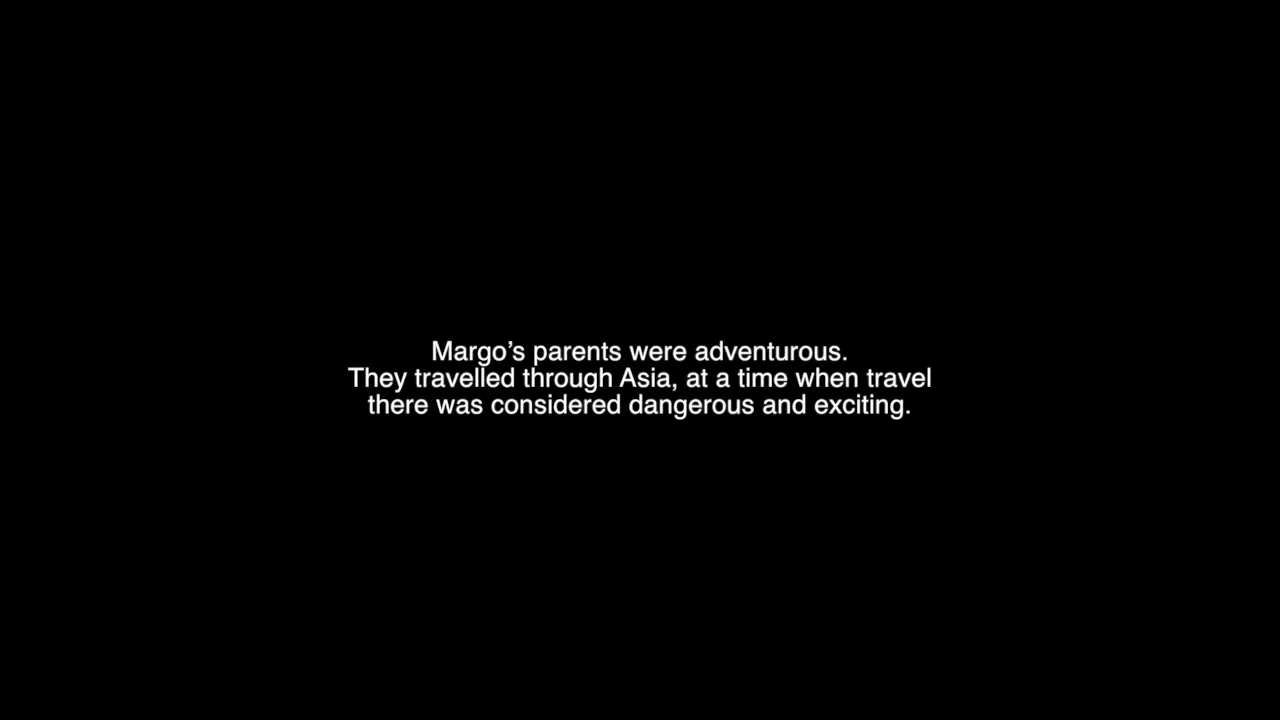 Margo’s parents were adventurous.
They travelled through Asia, at a time when travel
there was considered dangerous and exciting.